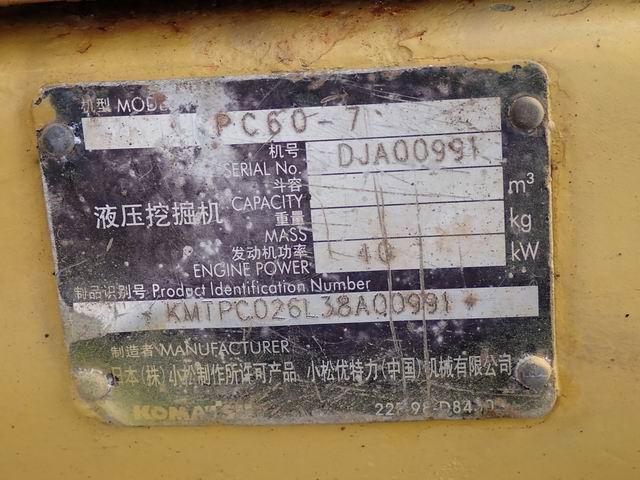 机型 MODEL
PC60-7
机号
SERIAL No.
DJA00991
斗容
CAPACITY
m³
液压挖掘机
重量
MASS
kg
发动机功率
ENGINE POWER
40
kW
制品识别号 Product Identification Number
*KMTPC026L38A00991*
制造者 MANUFACTURER
日本(株)小松制作所许可产品 小松优特力(中国)机械有限公司
KOMATSU